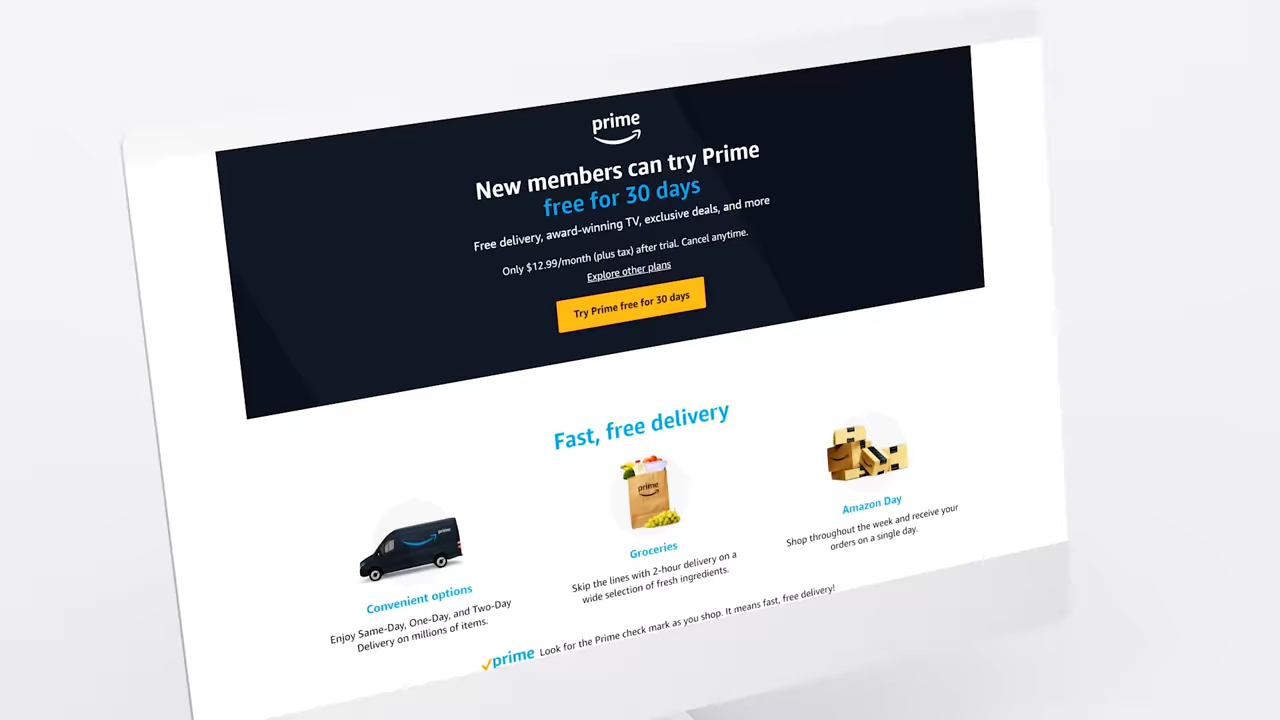 prime
New members can try Prime
free for 30 days
Free delivery, award-winning TV, exclusive deals, and more
Only $12.99/month (plus tax) after trial. Cancel anytime.
Explore other plans
Try Prime free for 30 days
Fast, free delivery
prime
Convenient options
Enjoy Same-Day, One-Day, and Two-Day
Delivery on millions of items.
prime
Groceries
Skip the lines with 2-hour delivery on a
wide selection of fresh ingredients.
Amazon Day
Shop throughout the week and receive your
orders on a single day.
prime Look for the Prime check mark as you shop. It means fast, free delivery!